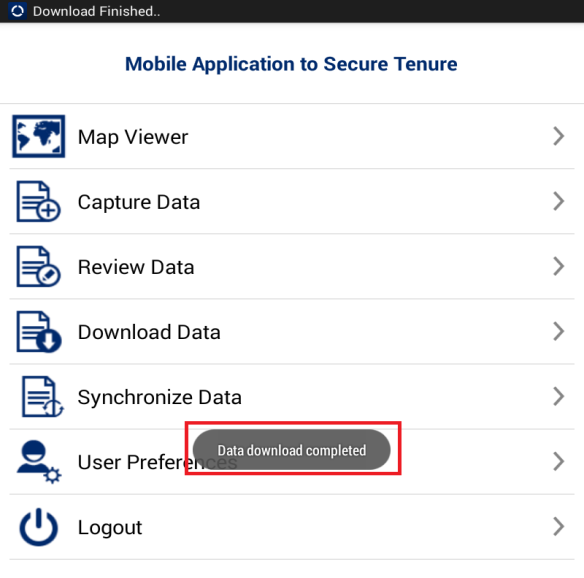 Download Finished..
Mobile Application to Secure Tenure
Map Viewer
Capture Data
Review Data
Download Data
Synchronize Data
Data download completed
User Preferences
Logout